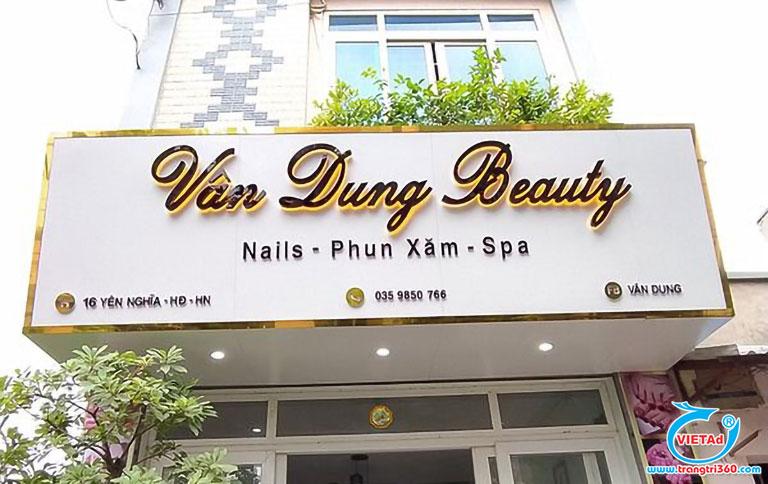 Vân Dung Beauty
Nails - Phun Xăm - Spa
16 YÊN NGHĨA - HĐ - HN
035 9850 766
FB VÂN DUNG
VIETAd ®
www.trangtri360.com